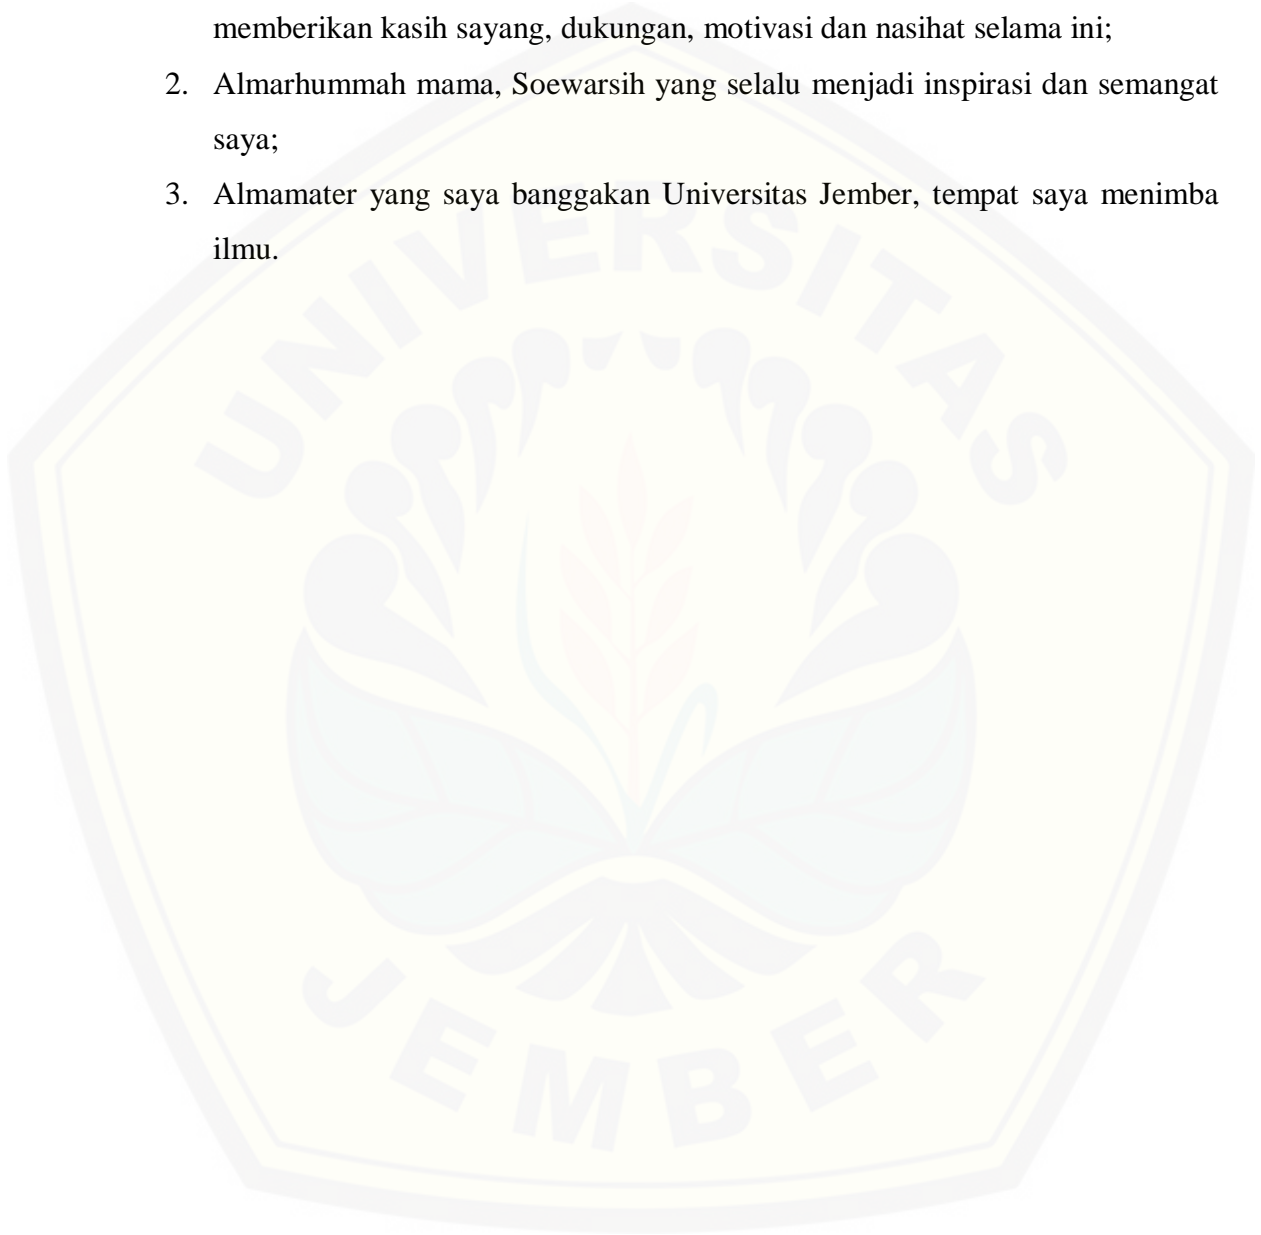 memberikan kasih sayang, dukungan, motivasi dan nasihat selama ini;
2. Almarhummah mama, Soewarsih yang selalu menjadi inspirasi dan semangat
saya;
3. Almamater yang saya banggakan Universitas Jember, tempat saya menimba
ilmu.
UNIVERSITAS
JEMBER